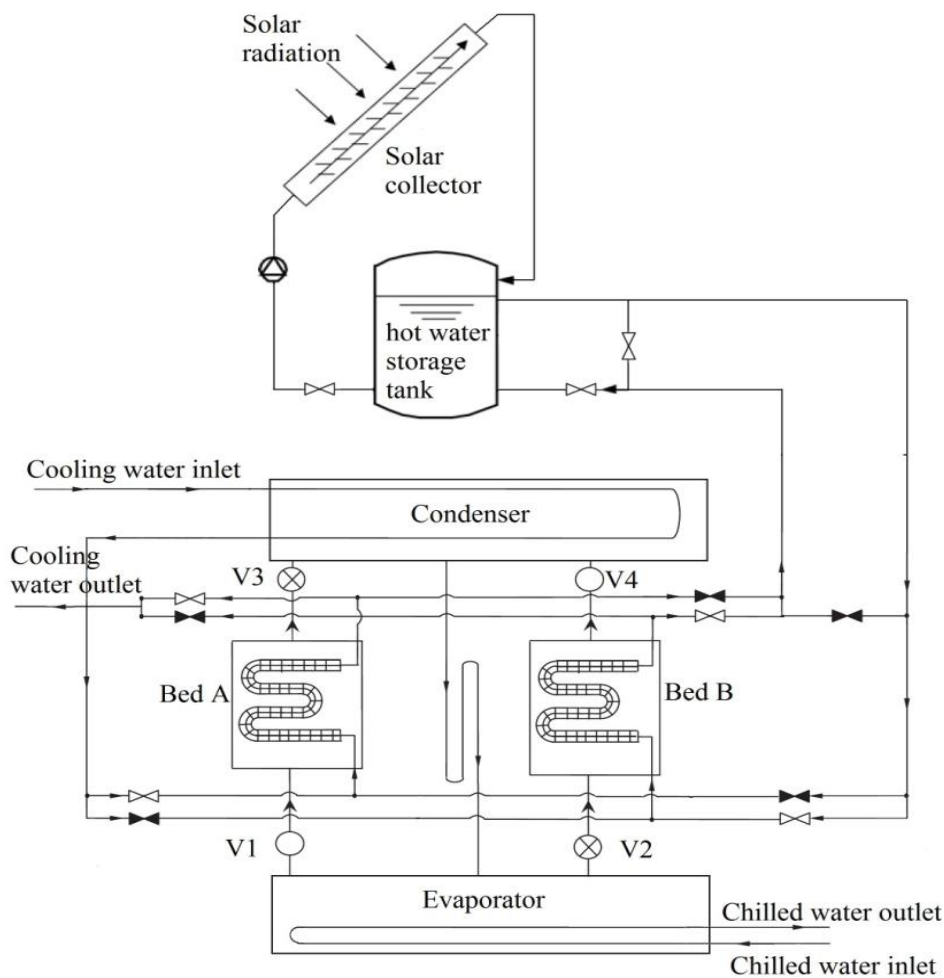 Solar
radiation
Solar
collector
hot water
storage
tank
Cooling water inlet
Condenser
Cooling
water outlet
V3
V4
Bed A
Bed B
V1
V2
Evaporator
Chilled water outlet
Chilled water inlet